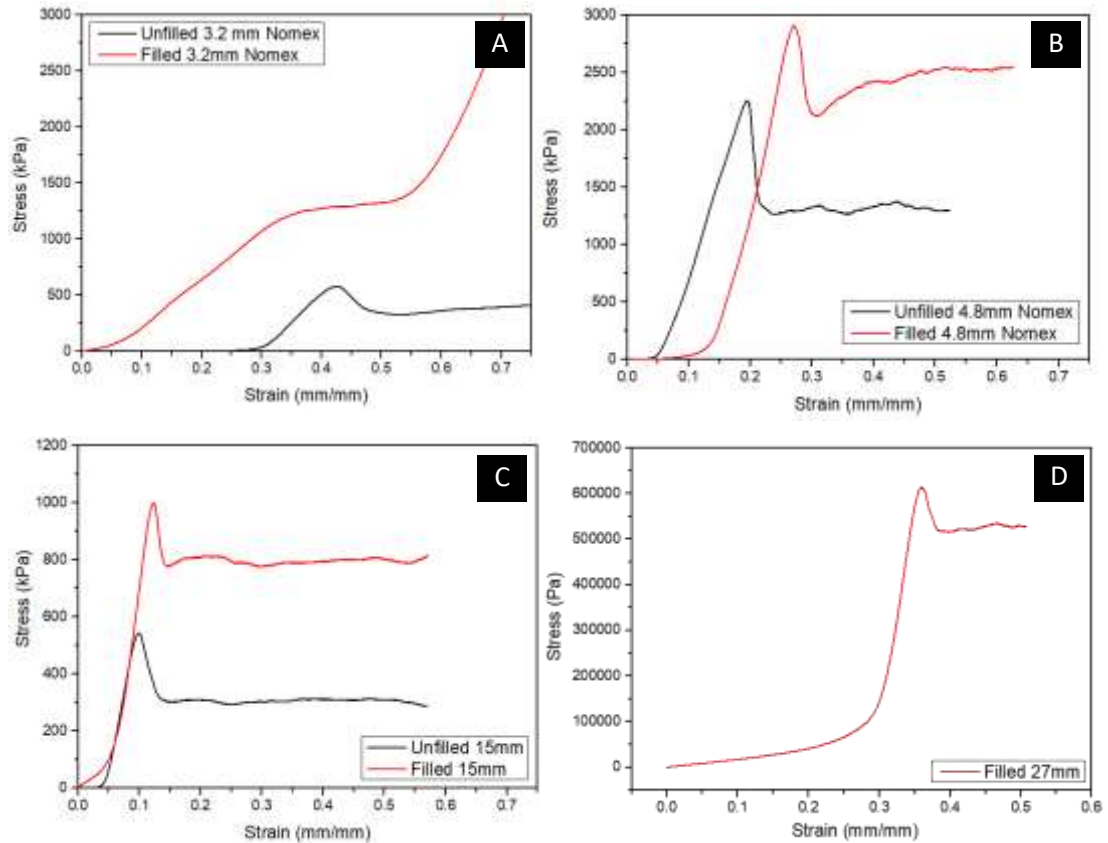 A
Unfilled 3.2 mm Nomex
Filled 3.2mm Nomex
3000
2500
2000
1500
1000
500
0
Stress (kPa)
0.0 0.1 0.2 0.3 0.4 0.5 0.6 0.7
Strain (mm/mm)
B
3000
2500
2000
1500
1000
500
0
Stress (kPa)
Unfilled 4.8mm Nomex
Filled 4.8mm Nomex
0.0 0.1 0.2 0.3 0.4 0.5 0.6 0.7
Strain (mm/mm)
C
1200
1000
800
600
400
200
0
Stress (kPa)
Unfilled 15mm
Filled 15mm
0.0 0.1 0.2 0.3 0.4 0.5 0.6 0.7
Strain (mm/mm)
D
700000
600000
500000
400000
300000
200000
100000
0
Stress (Pa)
Filled 27mm
0.0 0.1 0.2 0.3 0.4 0.5 0.6
Strain (mm/mm)